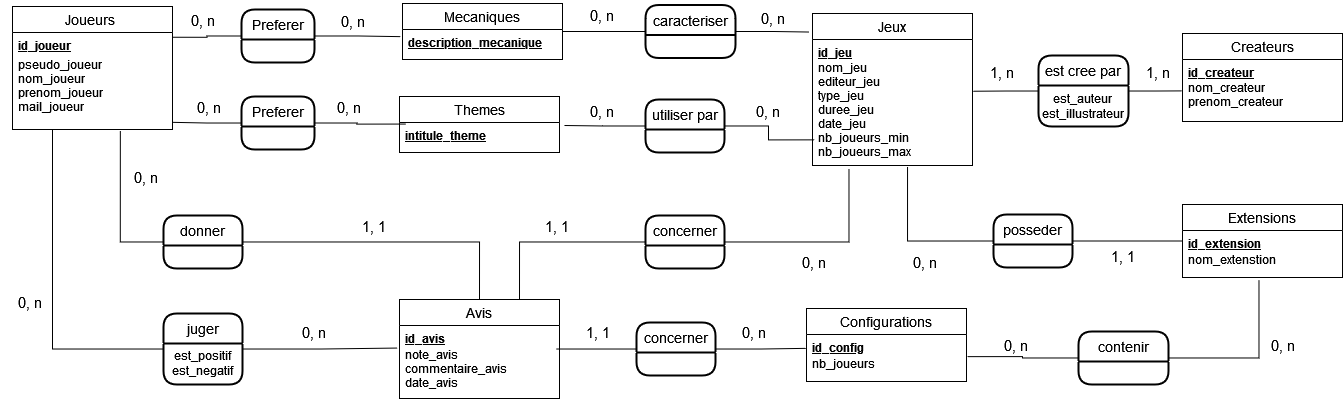 Joueurs
id_joueur
pseudo_joueur
nom_joueur
prenom_joueur
mail_joueur
0, n
Preferer
0, n
Mecaniques
description_mecanique
0, n
caracteriser
0, n
Jeux
id_jeu
nom_jeu
editeur_jeu
type_jeu
duree_jeu
date_jeu
nb_joueurs_min
nb_joueurs_max
1, n
est cree par
est_auteur
est_illustrateur
1, n
Createurs
id_createur
nom_createur
prenom_createur
0, n
Preferer
0, n
Themes
intitule_theme
0, n
utiliser par
0, n
0, n
donner
1, 1
1, 1
concerner
0, n
0, n
posseder
1, 1
Extensions
id_extension
nom_extenstion
0, n
juger
est_positif
est_negatif
0, n
Avis
id_avis
note_avis
commentaire_avis
date_avis
1, 1
concerner
0, n
Configurations
id_config
nb_joueurs
0, n
contenir
0, n